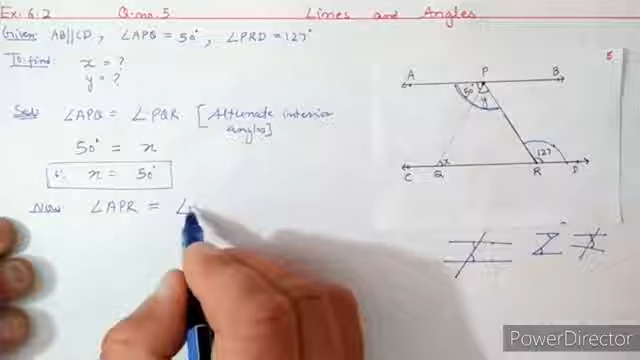 Ex. 6.2 Q.no.5 Lines and Angles
Given: AB||CD, ∠APQ = 50°, ∠PRD = 127°
To find: x = ?
y = ?
Sol: ∠APQ = ∠PQR [Alternate interior angles]
50° = x
∴ x = 50°
Now ∠APR = ∠
5
A P B
50° y
x 127°
C Q R D
PowerDirector